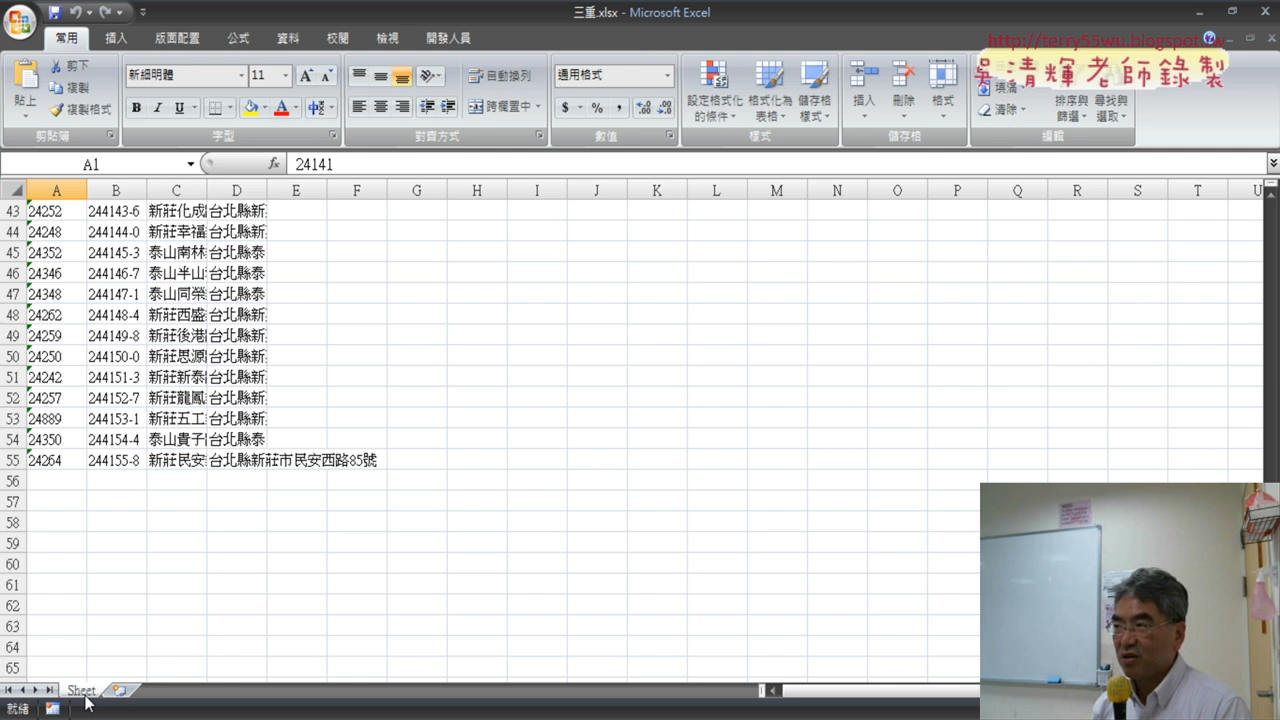 三重.xlsx - Microsoft Excel
常用 插入 版面配置 公式 資料 校閱 檢視 開發人員
http://terry55wu.blogspot.tw
吳清輝老師錄製
貼上 剪下 複製 複製格式 剪貼簿
新細明體 11 B I U A 中 字型
自動換列 跨欄置中 對齊方式
通用格式 $ % , 數值
設定格式化的條件 格式化為表格 儲存格樣式 樣式
插入 刪除 格式 儲存格
填滿 清除 排序與篩選 尋找與選取 編輯
A1 fx 24141
A B C D E F G H I J K L M N O P Q R S T U
43 24252 244143-6 新莊化成 台北縣新
44 24248 244144-0 新莊幸福 台北縣新
45 24352 244145-3 泰山南林 台北縣泰
46 24346 244146-7 泰山半山 台北縣泰
47 24348 244147-1 泰山同榮 台北縣泰
48 24262 244148-4 新莊西盛 台北縣新
49 24259 244149-8 新莊後港 台北縣新
50 24250 244150-0 新莊思源 台北縣新
51 24242 244151-3 新莊新泰 台北縣新
52 24257 244152-7 新莊龍鳳 台北縣新
53 24889 244153-1 新莊五工 台北縣新
54 24350 244154-4 泰山貴子 台北縣泰
55 24264 244155-8 新莊民安 台北縣新莊市民安西路85號
56
57
58
59
60
61
62
63
64
65
Sheet
就緒